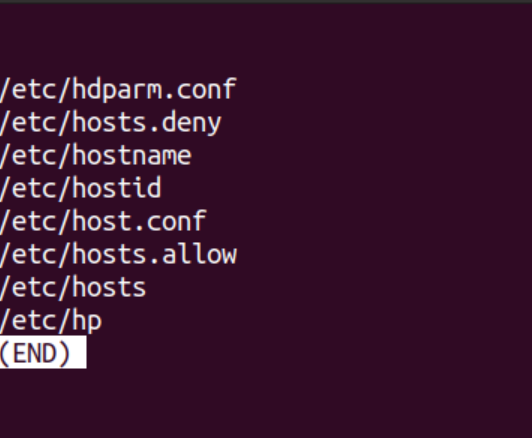 /etc/hdparm.conf
/etc/hosts.deny
/etc/hostname
/etc/hostid
/etc/host.conf
/etc/hosts.allow
/etc/hosts
/etc/hp
(END)